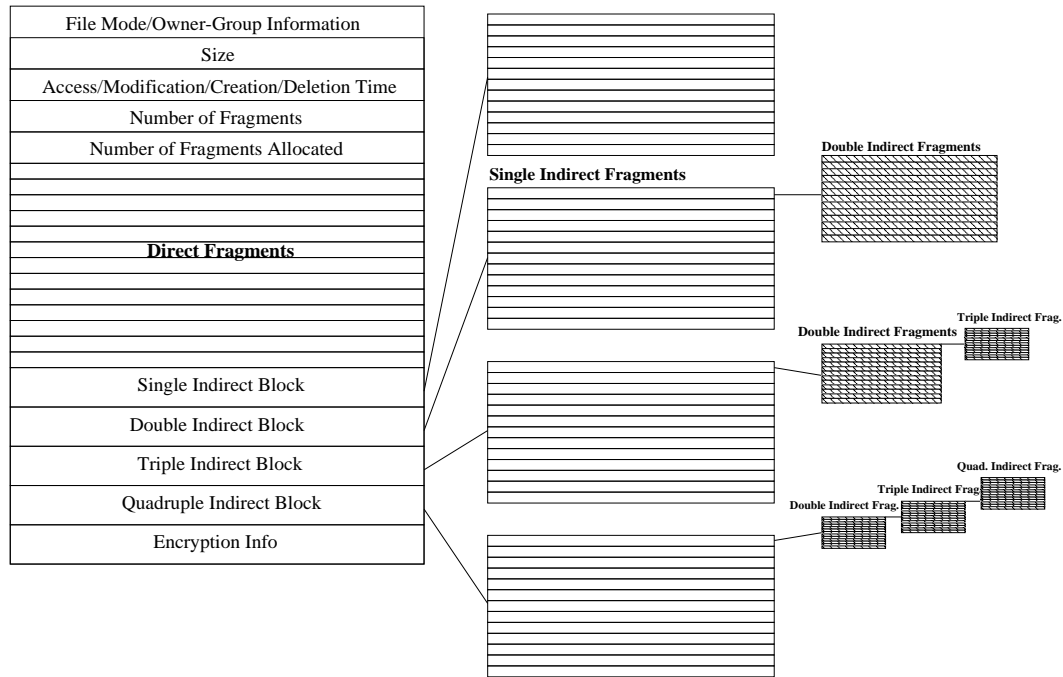 File Mode/Owner-Group Information
Size
Access/Modification/Creation/Deletion Time
Number of Fragments
Number of Fragments Allocated
Direct Fragments
Single Indirect Block
Double Indirect Block
Triple Indirect Block
Quadruple Indirect Block
Encryption Info
Single Indirect Fragments
Double Indirect Fragments
Double Indirect Fragments
Triple Indirect Frag.
Double Indirect Frag.
Triple Indirect Frag.
Quad. Indirect Frag.